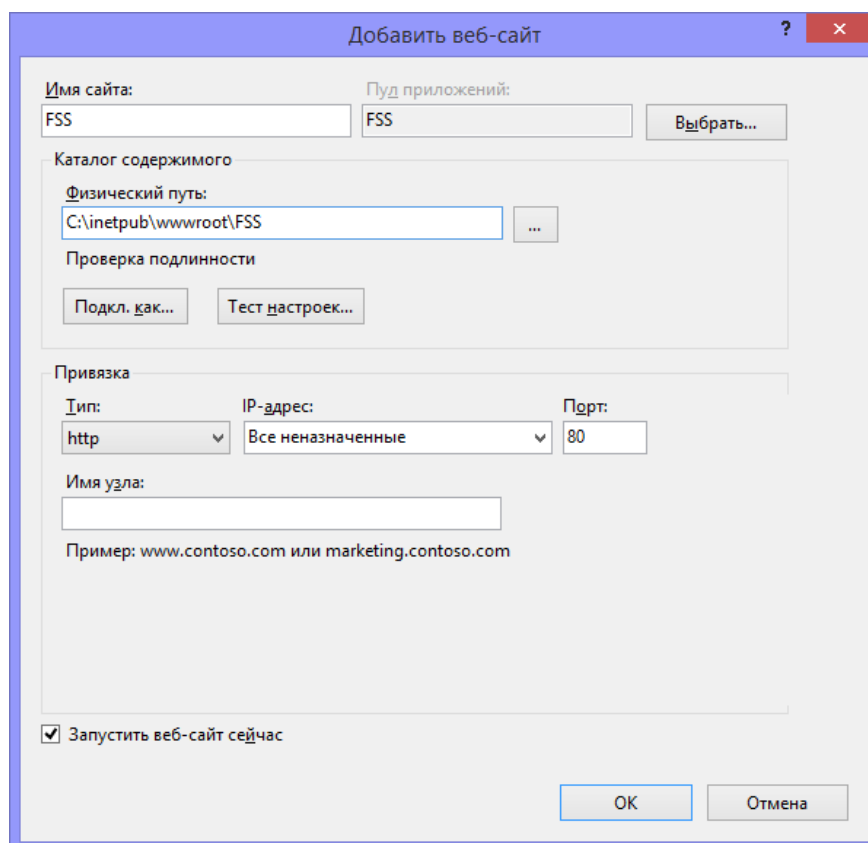 Добавить веб-сайт
?
Имя сайта: Пул приложений:
FSS FSS Выбрать...
Каталог содержимого
Физический путь:
C:\inetpub\wwwroot\FSS ...
Проверка подлинности
Подкл. как... Тест настроек...
Привязка
Тип: IP-адрес: Порт:
http Все неназначенные 80
Имя узла:
Пример: www.contoso.com или marketing.contoso.com
Запустить веб-сайт сейчас
ОК Отмена